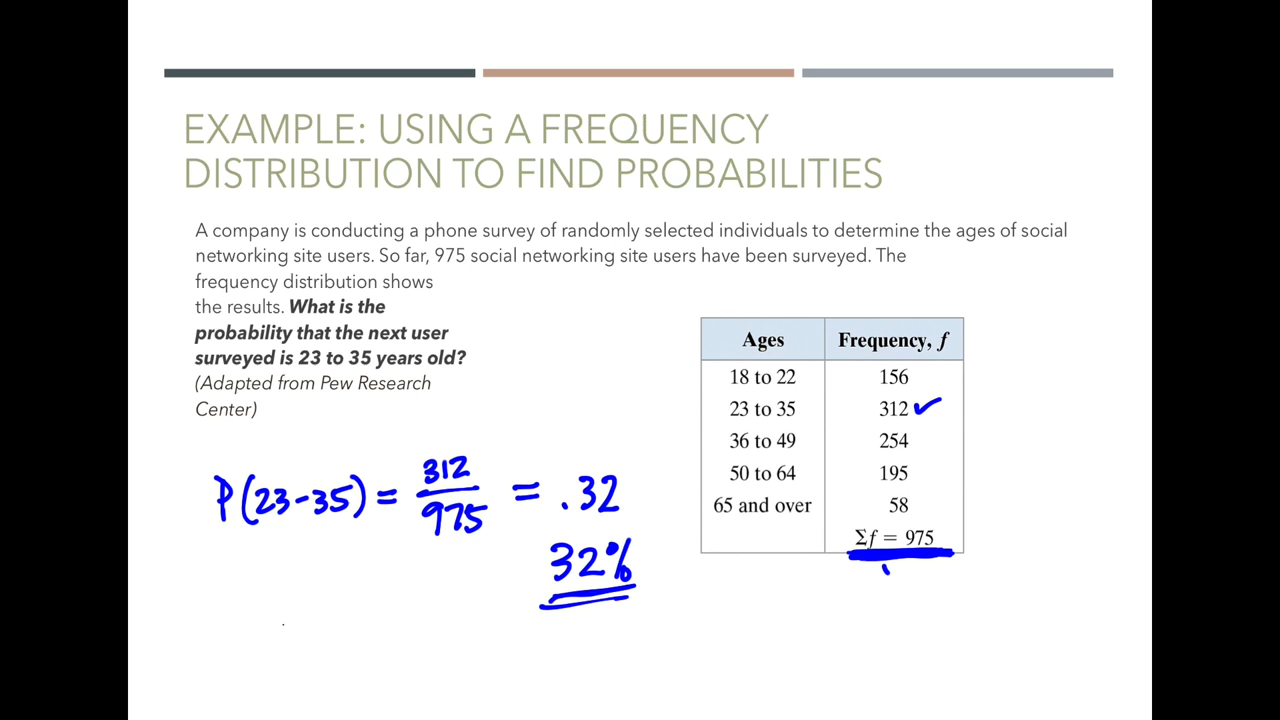 EXAMPLE: USING A FREQUENCY
DISTRIBUTION TO FIND PROBABILITIES
A company is conducting a phone survey of randomly selected individuals to determine the ages of social
networking site users. So far, 975 social networking site users have been surveyed. The
frequency distribution shows
the results. What is the
probability that the next user
surveyed is 23 to 35 years old?
(Adapted from Pew Research
Center)
Ages Frequency, f
18 to 22 156
23 to 35 312 ✓
36 to 49 254
50 to 64 195
65 and over 58
Σf = 975
P(23-35) = 312/975 = .32
32%